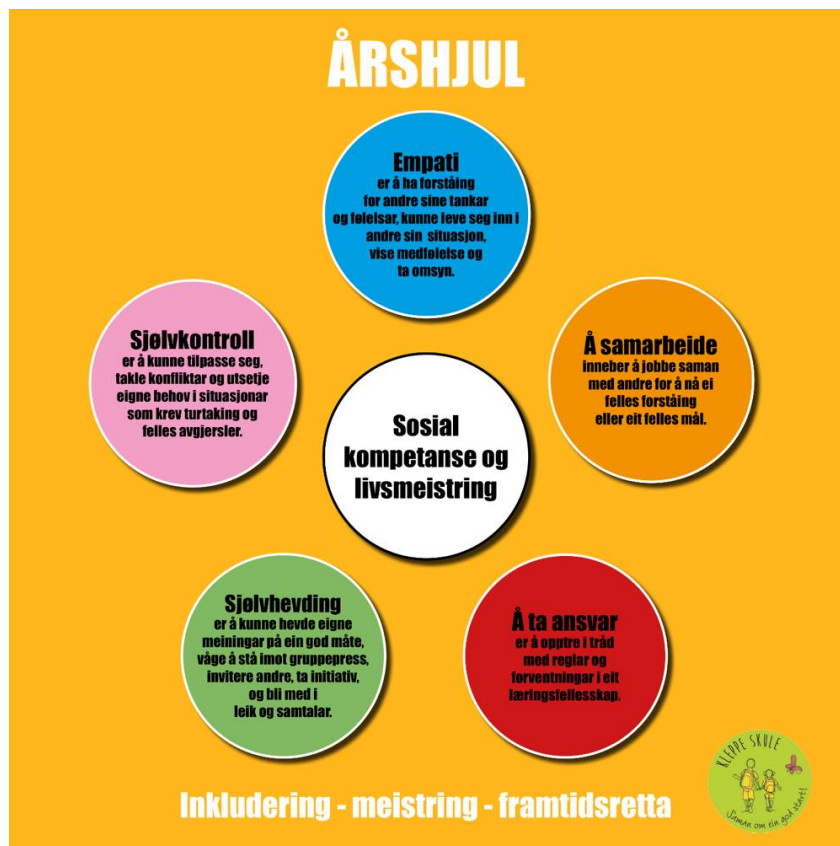 ÅRSHJUL
Empati
er å ha forståing
for andre sine tankar
og følelsar, kunne leve seg inn i
andre sin situasjon,
vise medfølelse og
ta omsyn.
Å samarbeide
inneber å jobbe saman
med andre for å nå ei
felles forståing
eller eit felles mål.
Å ta ansvar
er å opptre i tråd
med reglar og
forventningar i eit
læringsfellesskap.
Sjølvhevding
er å kunne hevde eigne
meiningar på ein god måte,
våge å stå imot gruppepress,
invitere andre, ta initiativ,
og bli med i
leik og samtalar.
Sjølvkontroll
er å kunne tilpasse seg,
takle konfliktar og utsetje
eigne behov i situasjonar
som krev turtaking og
felles avgjersler.
Sosial
kompetanse og
livsmeistring
Inkludering - meistring - framtidsretta
KLEPPE SKULE
Saman om ein god start!